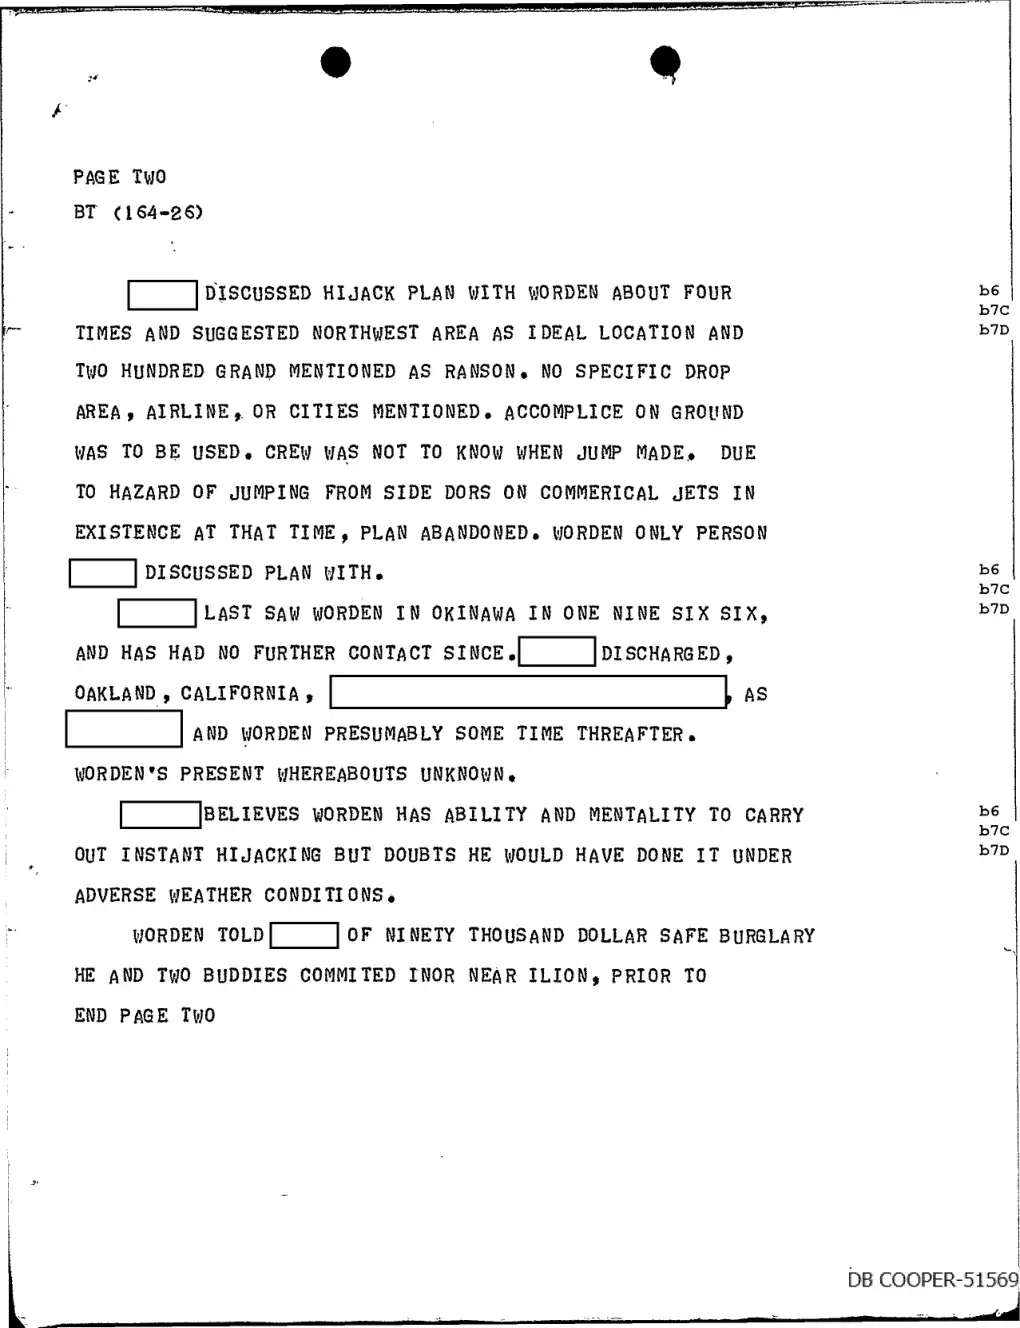 PAGE TWO
BT (164-26)
DISCUSSED HIJACK PLAN WITH WORDEN ABOUT FOUR
b6
b7C
TIMES AND SUGGESTED NORTHWEST AREA AS IDEAL LOCATION AND
b7D
TWO HUNDRED GRAND MENTIONED AS RANSON. NO SPECIFIC DROP
AREA, AIRLINE, OR CITIES MENTIONED. ACCOMPLICE ON GROUND
WAS TO BE USED. CREW WAS NOT TO KNOW WHEN JUMP MADE. DUE
TO HAZARD OF JUMPING FROM SIDE DORS ON COMMERICAL JETS IN
EXISTENCE AT THAT TIME, PLAN ABANDONED. WORDEN ONLY PERSON
DISCUSSED PLAN WITH.
b6
b7C
LAST SAW WORDEN IN OKINAWA IN ONE NINE SIX SIX,
b7D
AND HAS HAD NO FURTHER CONTACT SINCE. DISCHARGED,
OAKLAND, CALIFORNIA, , AS
AND WORDEN PRESUMABLY SOME TIME THREAFTER.
WORDEN'S PRESENT WHEREABOUTS UNKNOWN.
BELIEVES WORDEN HAS ABILITY AND MENTALITY TO CARRY
b6
b7C
OUT INSTANT HIJACKING BUT DOUBTS HE WOULD HAVE DONE IT UNDER
b7D
ADVERSE WEATHER CONDITIONS.
WORDEN TOLD OF NINETY THOUSAND DOLLAR SAFE BURGLARY
HE AND TWO BUDDIES COMMITED INOR NEAR ILION, PRIOR TO
END PAGE TWO
DB COOPER-51569